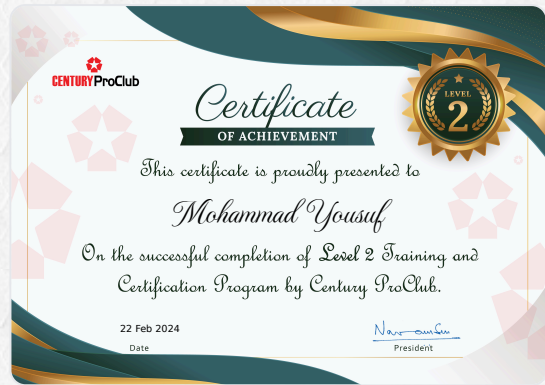 CENTURY ProClub
Certificate
OF ACHIEVEMENT
LEVEL
2
This certificate is proudly presented to
Mohammad Yousuf
On the successful completion of Level 2 Training and
Certification Program by Century ProClub.
22 Feb 2024
Date
President